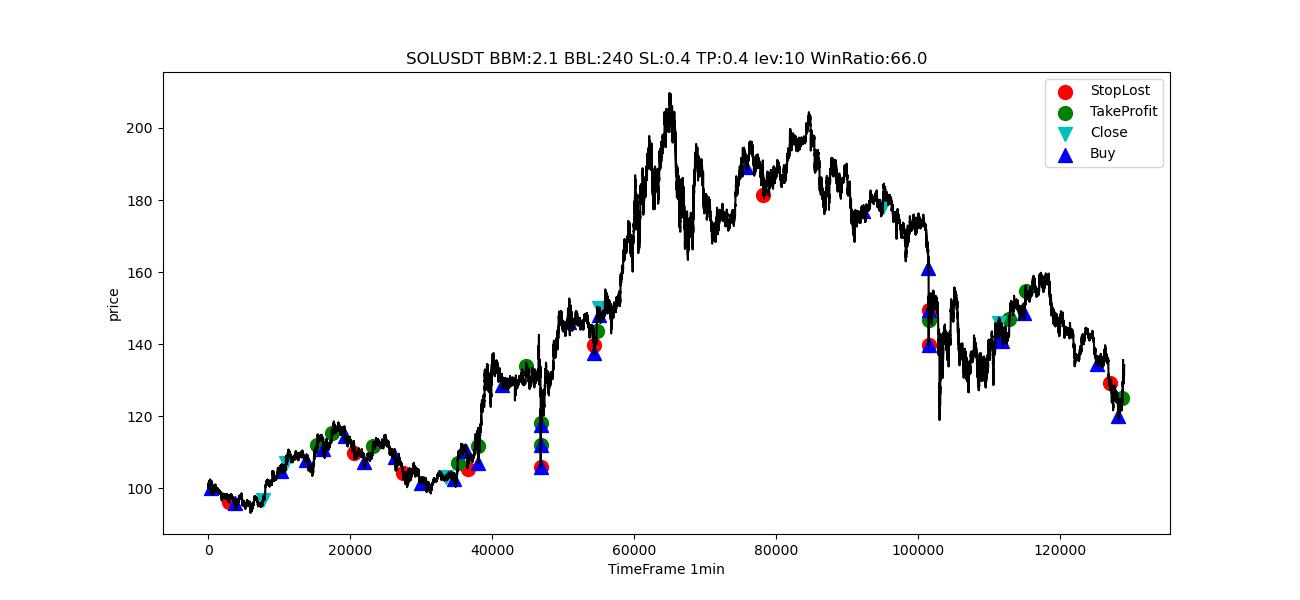 SOLUSDT BBM:2.1 BBL:240 SL:0.4 TP:0.4 lev:10 WinRatio:66.0
StopLost
TakeProfit
Close
Buy
200
180
160
140
120
100
price
0 20000 40000 60000 80000 100000 120000
TimeFrame 1min